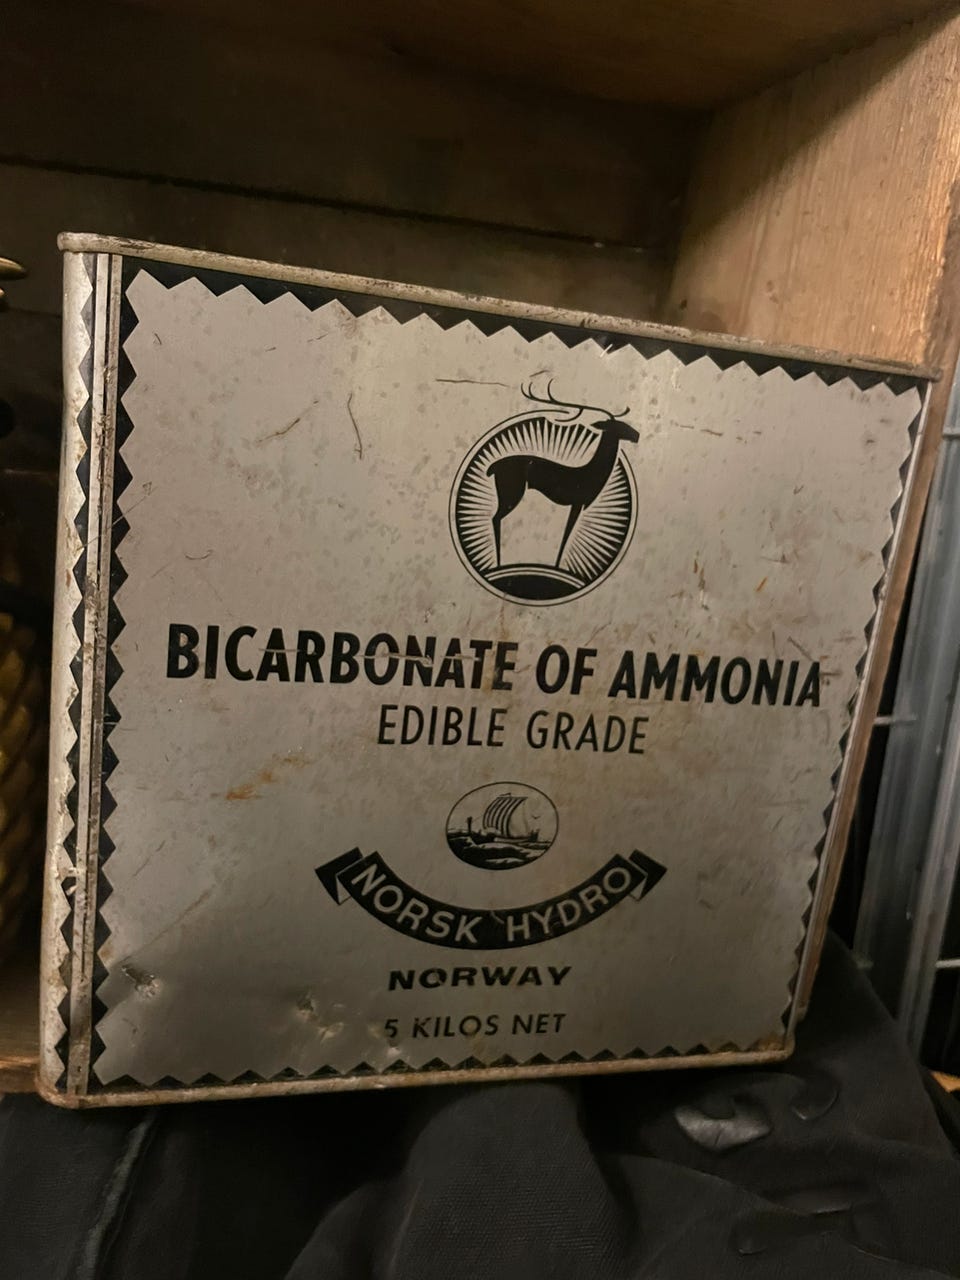 BICARBONATE OF AMMONIA
EDIBLE GRADE
NORSK HYDRO
NORWAY
5 KILOS NET